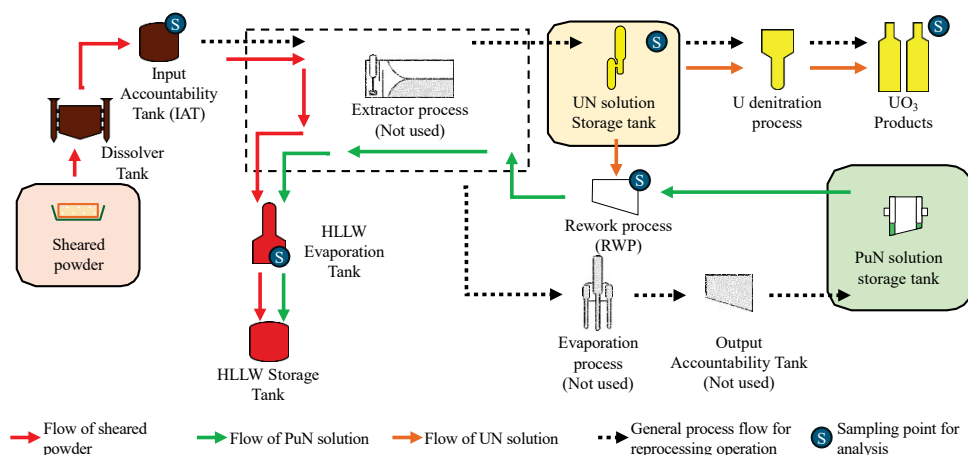 S
Input
Accountability
Tank (IAT)
Dissolver
Tank
Sheared
powder
Extractor process
(Not used)
S
UN solution
Storage tank
U denitration
process
S
UO3
Products
S
Rework process
(RWP)
PuN solution
storage tank
HLLW
Evaporation
Tank
S
HLLW Storage
Tank
Evaporation
process
(Not used)
Output
Accountability Tank
(Not used)
Flow of sheared
powder
Flow of PuN solution
Flow of UN solution
General process flow for
reprocessing operation
S
Sampling point for
analysis